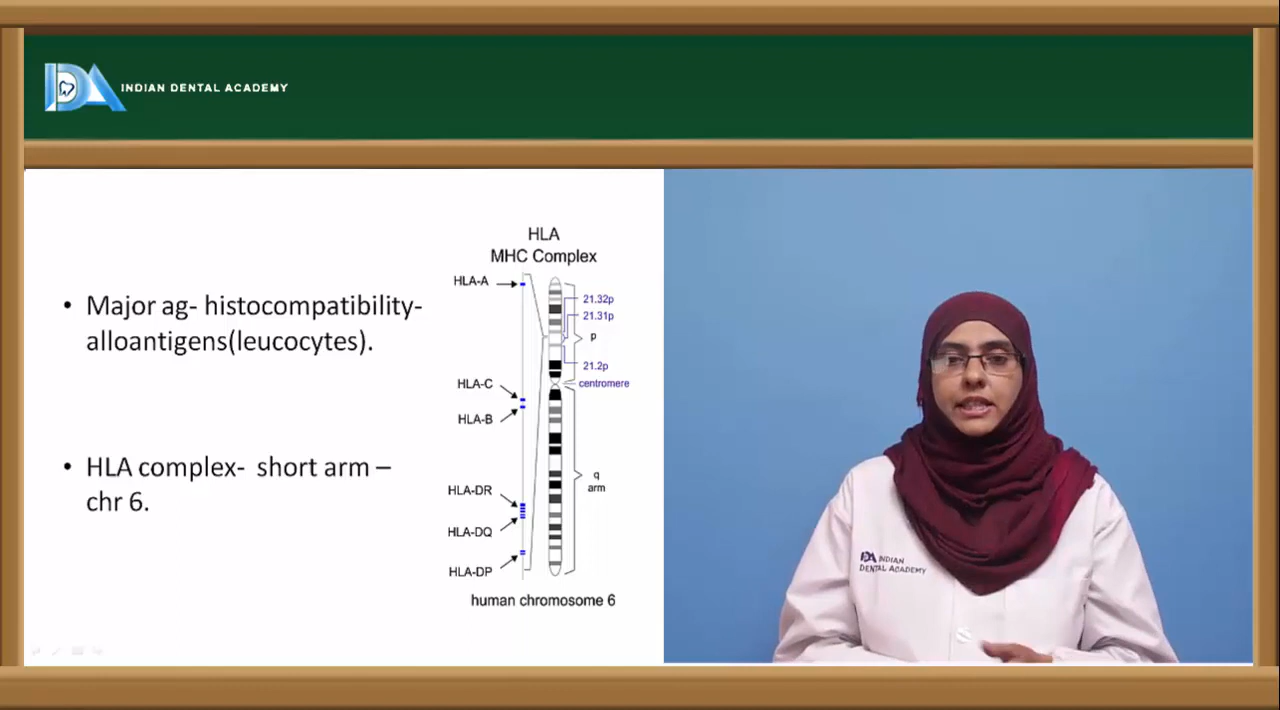 INDIAN DENTAL ACADEMY
• Major ag- histocompatibility-
alloantigens(leucocytes).
• HLA complex- short arm –
chr 6.
HLA
MHC Complex
HLA-A
HLA-C
HLA-B
HLA-DR
HLA-DQ
HLA-DP
21.32p
21.31p
p
21.2p
centromere
q
arm
human chromosome 6
IDA INDIAN
DENTAL ACADEMY